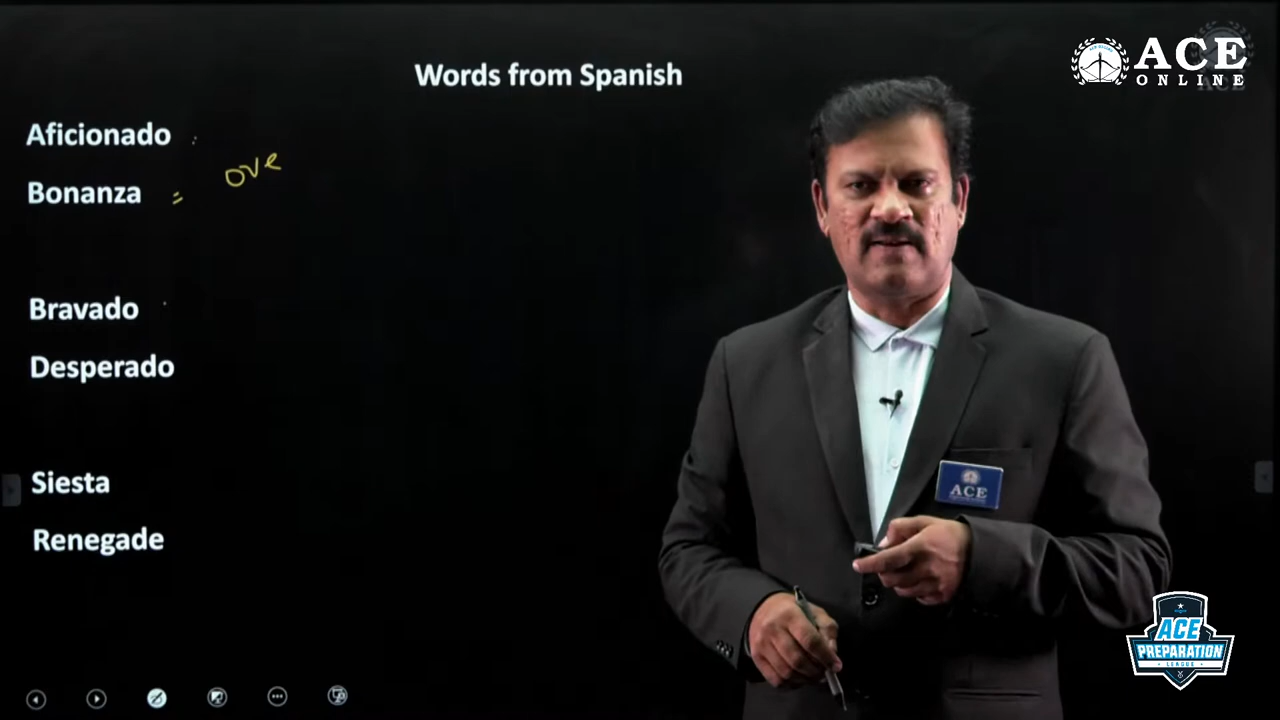 Words from Spanish
ACE
ONLINE
Aficionado
Bonanza = ove
Bravado
Desperado
Siesta
Renegade
ACE
ACE
PREPARATION
LEAGUE